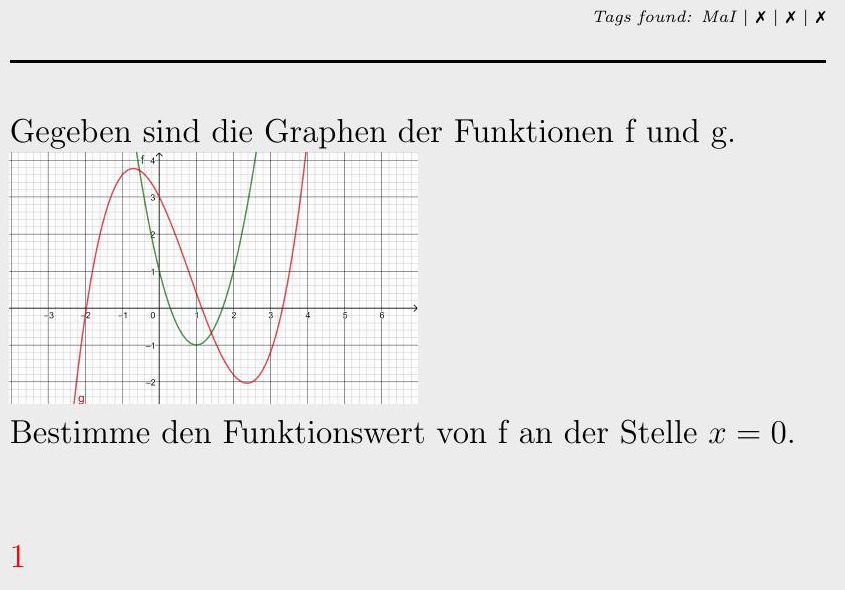 Tags found: MaI | ✗ | ✗ | ✗
Gegeben sind die Graphen der Funktionen f und g.
f 4
3
2
1
-3 -2 -1 0 1 2 3 4 5 6
-1
-2
g
Bestimme den Funktionswert von f an der Stelle x = 0.
1